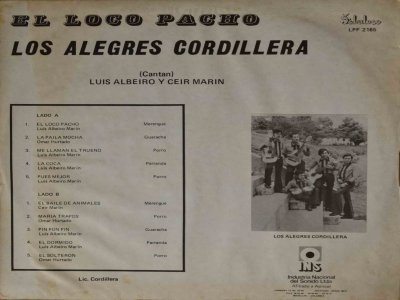 EL LOCO PACHO
LOS ALEGRES CORDILLERA
LPF 2165
(Cantan)
LUIS ALBEIRO Y CEIR MARIN
LADO A
1. EL LOCO PACHO Merengue
Luis Albeiro Marín
2. LA PAILA MOCHA Guaracha
Omar Hurtado
3. ME LLAMAN EL TRUENO Porro
Luis Albeiro Marín
4. LA COCA Parranda
Luis Albeiro Marín
5. PUES MEJOR Porro
Luis Albeiro Marín
LADO B
1. EL BAILE DE ANIMALES Merengue
Ceir Marín
2. MARIA TRAPOS Porro
Omar Hurtado
3. PIN PUN PIN Guaracha
Luis Albeiro Marín
4. EL DORMIDO Parranda
Luis Albeiro Marín
5. EL SOLTERON Porro
Omar Hurtado
Lic. Cordillera
LOS ALEGRES CORDILLERA
INS
Industria Nacional
del Sonido Ltda